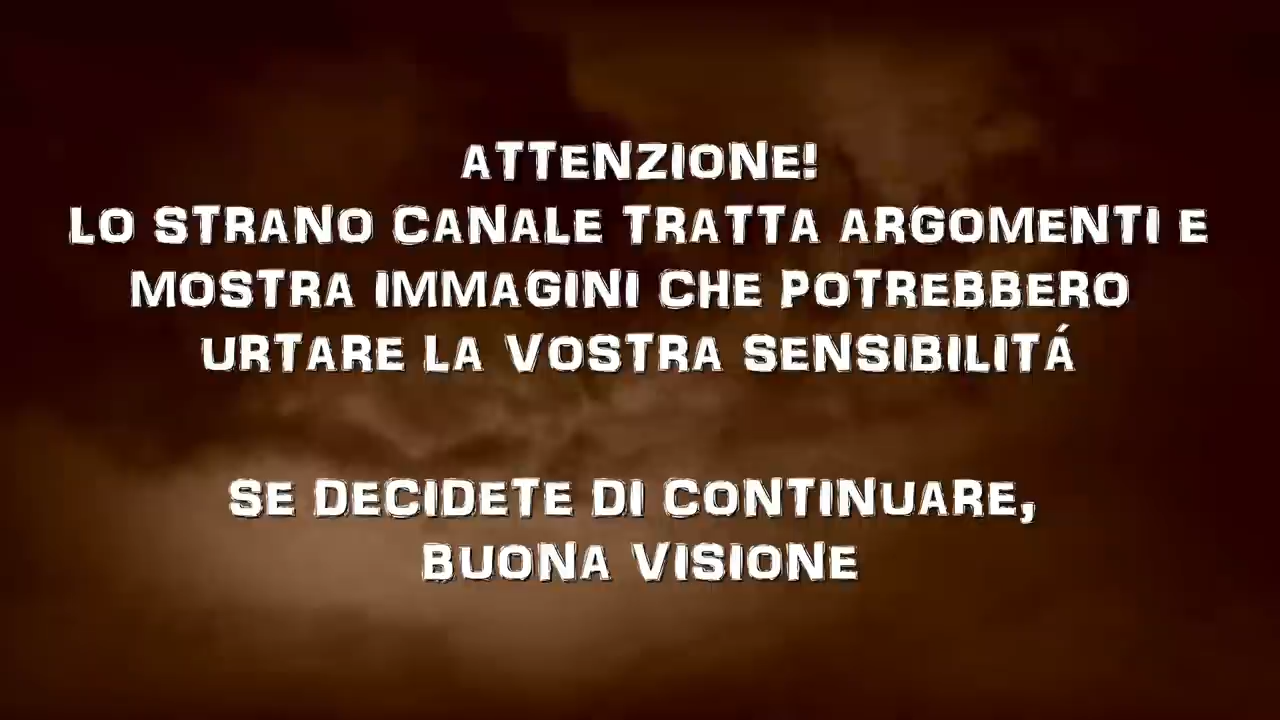 ATTENZIONE!
LO STRANO CANALE TRATTA ARGOMENTI E
MOSTRA IMMAGINI CHE POTREBBERO
URTARE LA VOSTRA SENSIBILITÁ
SE DECIDETE DI CONTINUARE,
BUONA VISIONE